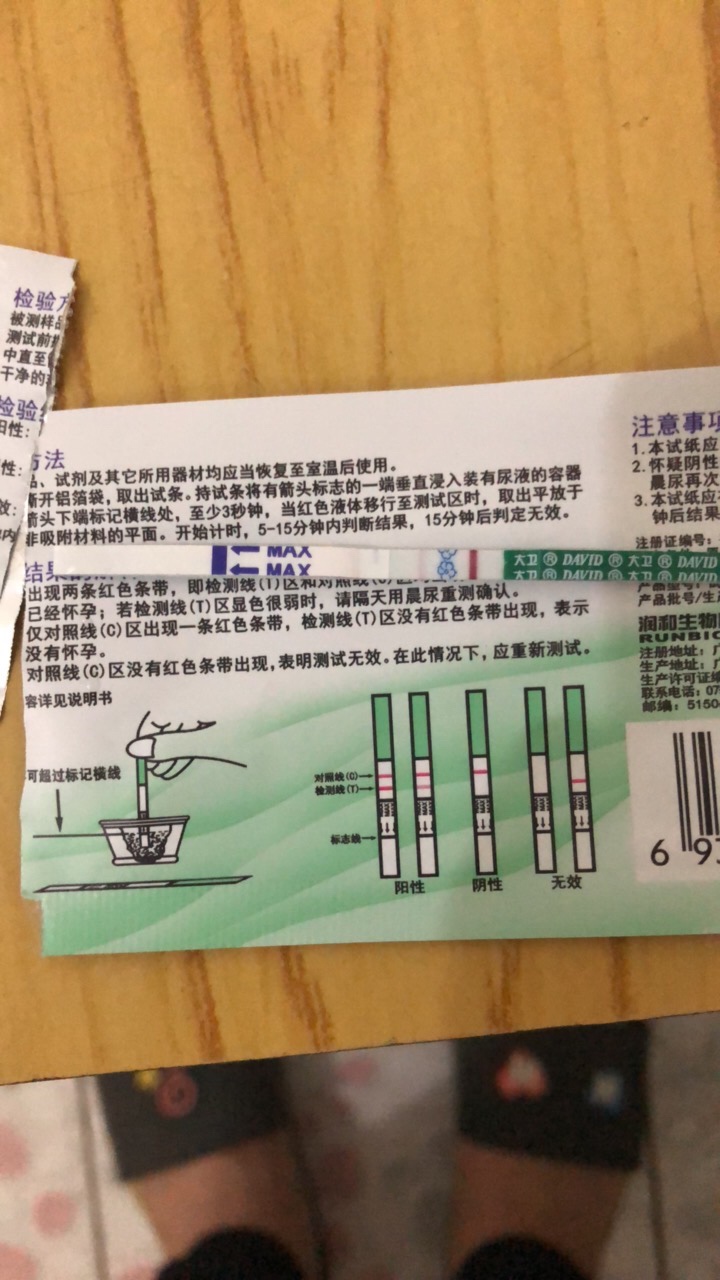 检验方
被测样品
测试前
中直至
干净的
检验结
阳性:
方法
品、试剂及其它所用器材均应当恢复至室温后使用。
撕开铝箔袋,取出试条。持试条将有箭头标志的一端垂直浸入装有尿液的容器
箭头下端标记横线处,至少3秒钟,当红色液体移行至测试区时,取出平放于
非吸附材料的平面。开始计时,5-15分钟内判断结果,15分钟后判定无效。
MAX
MAX
大卫 ® DAVID ® 大卫 ® DAVID ®
大卫 ® DAVID ® 大卫 ® DAVID ®
结果
出现两条红色条带,即检测线(T)区和对照线
已经怀孕;若检测线(T)区显色很弱时,请隔天用晨尿重测确认。
仅对照线(C)区出现一条红色条带,检测线(T)区没有红色条带出现,表示
没有怀孕。
对照线(C)区没有红色条带出现,表明测试无效。在此情况下,应重新测试。
容详见说明书
可超过标记横线
对照线(C)
检测线(T)
标志线
阳性
阴性
无效
注意事项
1.本试纸应
2.怀疑阴性
晨尿再次
3.本试纸应
钟后结果
注册证编号:
产品批号/生产
润和生物
RUNBIO
注册地址:广
生产地址:广
生产许可证编
联系电话:07
邮编:5150
6 93